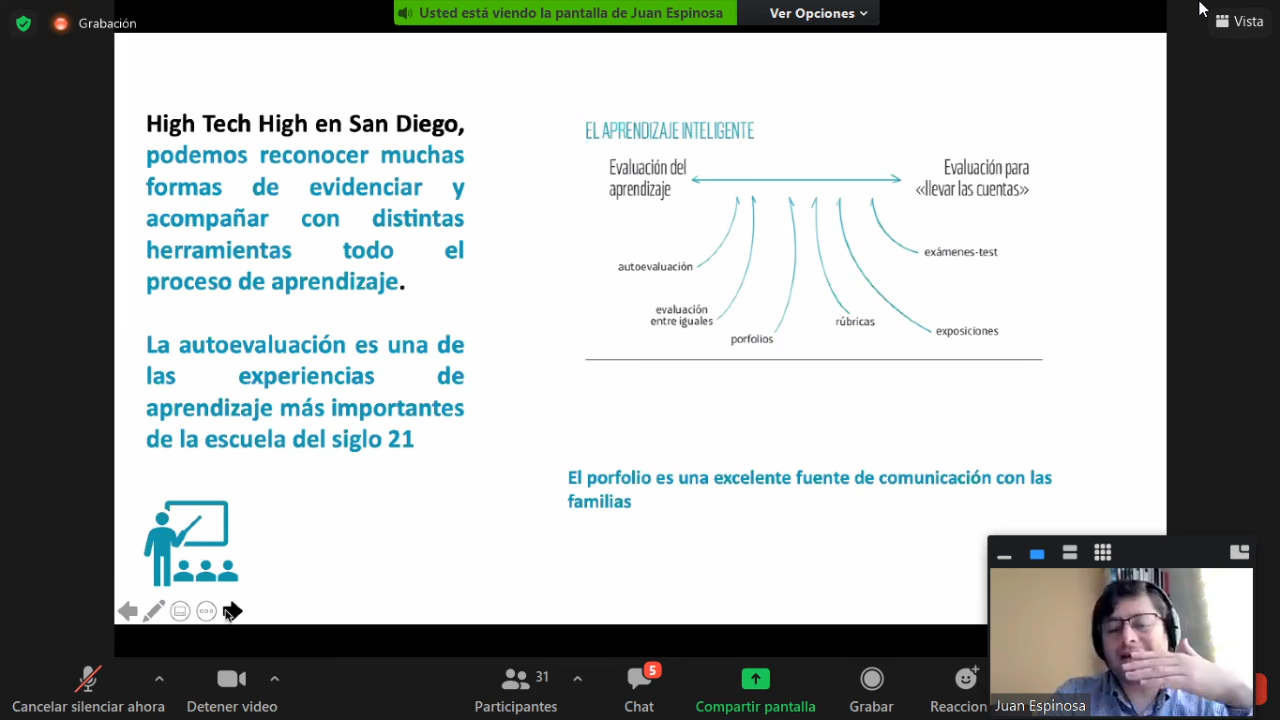 Grabación
Usted está viendo la pantalla de Juan Espinosa
Ver Opciones
Vista
High Tech High en San Diego,
podemos reconocer muchas
formas de evidenciar y
acompañar con distintas
herramientas todo el
proceso de aprendizaje.
La autoevaluación es una de
las experiencias de
aprendizaje más importantes
de la escuela del siglo 21
EL APRENDIZAJE INTELIGENTE
Evaluación del
aprendizaje
Evaluación para
«llevar las cuentas»
autoevaluación
evaluación
entre iguales
porfolios
rúbricas
exposiciones
exámenes-test
El porfolio es una excelente fuente de comunicación con las
familias
Juan Espinosa
Cancelar silenciar ahora
Detener video
31
Participantes
5
Chat
Compartir pantalla
Grabar
Reaccion